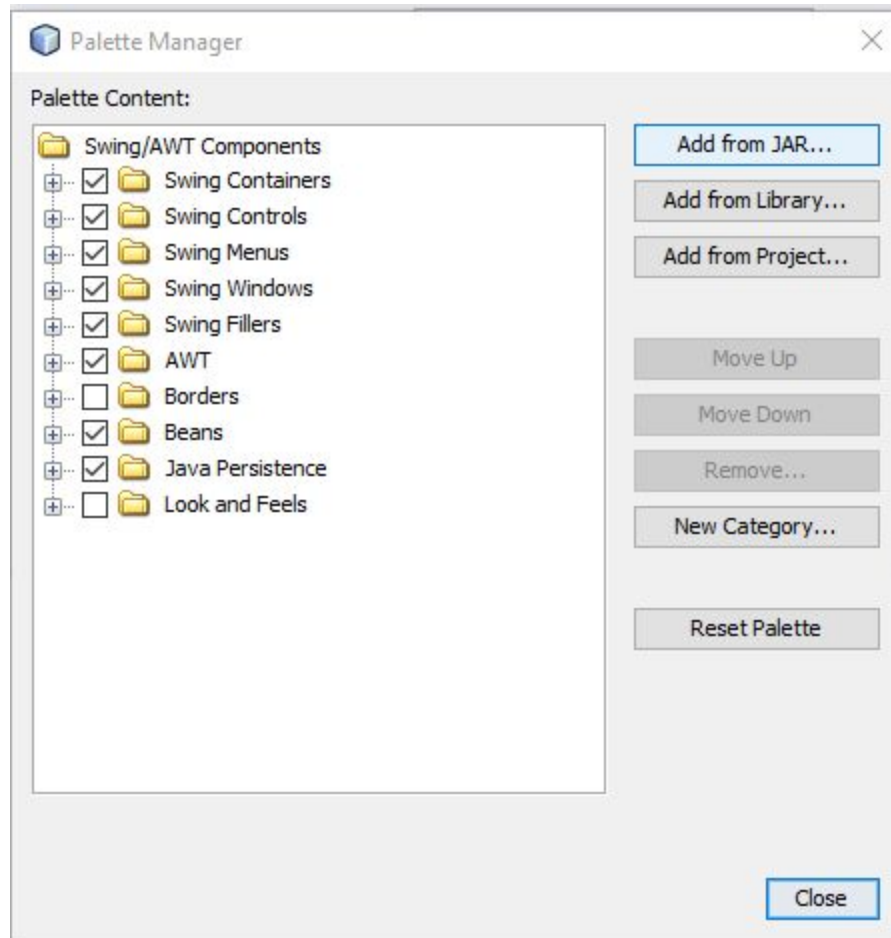 Palette Manager
Palette Content:
Swing/AWT Components
Swing Containers
Swing Controls
Swing Menus
Swing Windows
Swing Fillers
AWT
Borders
Beans
Java Persistence
Look and Feels
Add from JAR...
Add from Library...
Add from Project...
Move Up
Move Down
Remove...
New Category...
Reset Palette
Close